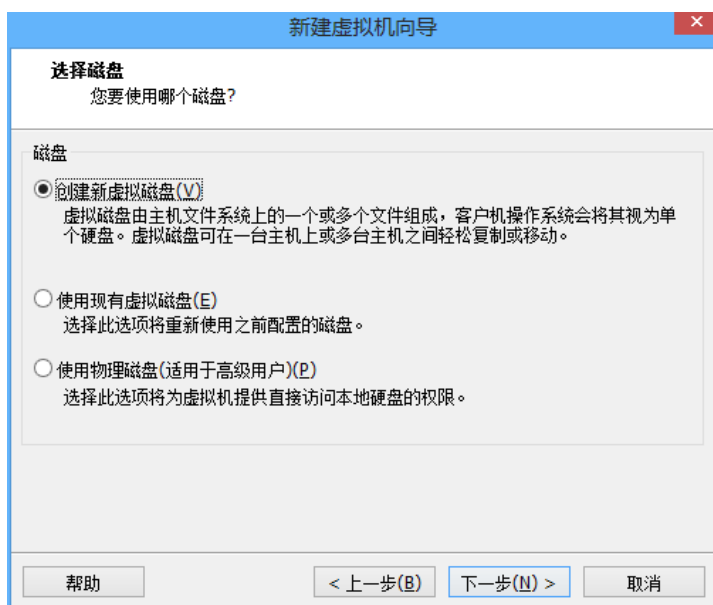 新建虚拟机向导
选择磁盘
您要使用哪个磁盘?
磁盘
创建新虚拟磁盘(V)
虚拟磁盘由主机文件系统上的一个或多个文件组成，客户机操作系统会将其视为单
个硬盘。虚拟磁盘可在一台主机上或多台主机之间轻松复制或移动。
使用现有虚拟磁盘(E)
选择此选项将重新使用之前配置的磁盘。
使用物理磁盘(适用于高级用户)(P)
选择此选项将为虚拟机提供直接访问本地硬盘的权限。
帮助 < 上一步(B) 下一步(N) > 取消